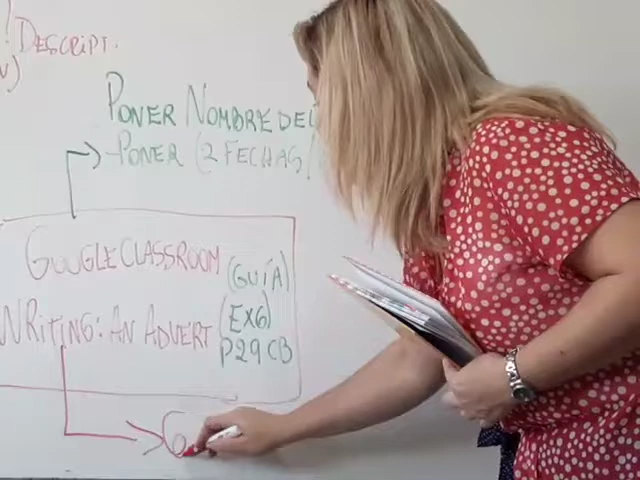 ! DESCRIPT.
)
PONER NOMBRE DEL
-PONER (2 FECHAS
GOOGLE CLASSROOM (GUÍA)
WRITING: AN ADVERT (EX6)
P29 CB